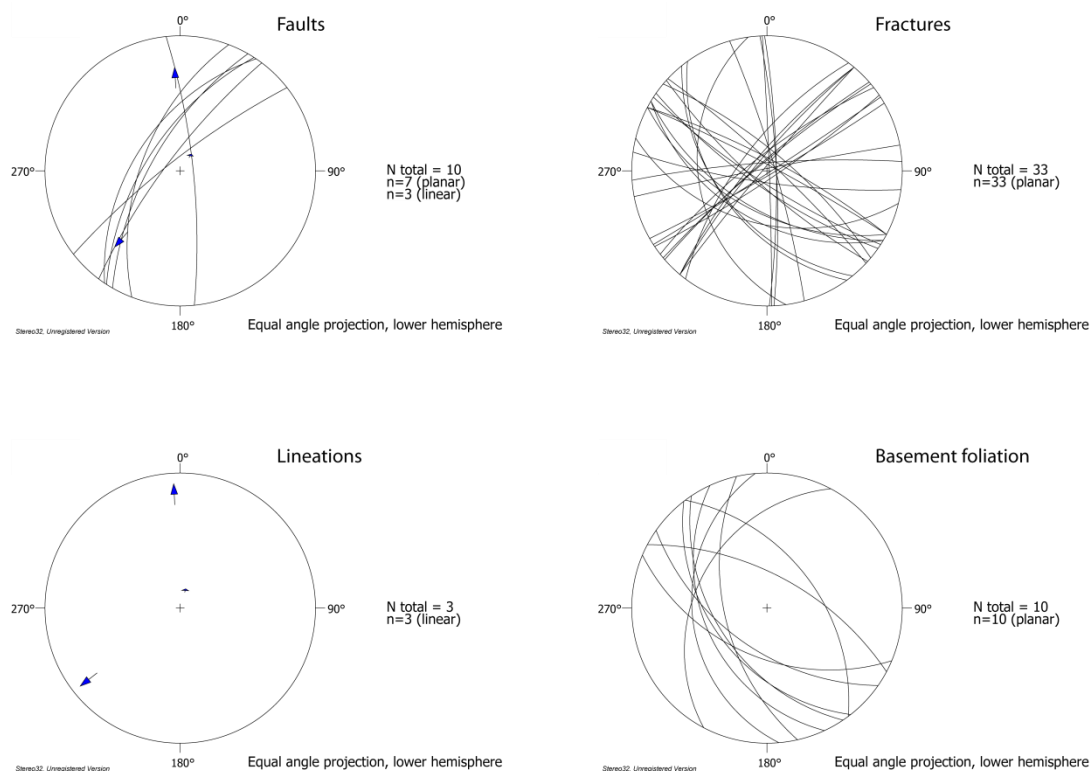 Faults
0°
270°
90°
N total = 10
n=7 (planar)
n=3 (linear)
180°
Stereo32, Unregistered Version
Equal angle projection, lower hemisphere
Fractures
0°
270°
90°
N total = 33
n=33 (planar)
180°
Stereo32, Unregistered Version
Equal angle projection, lower hemisphere
Lineations
0°
270°
90°
N total = 3
n=3 (linear)
180°
Stereo32, Unregistered Version
Equal angle projection, lower hemisphere
Basement foliation
0°
270°
90°
N total = 10
n=10 (planar)
180°
Stereo32, Unregistered Version
Equal angle projection, lower hemisphere